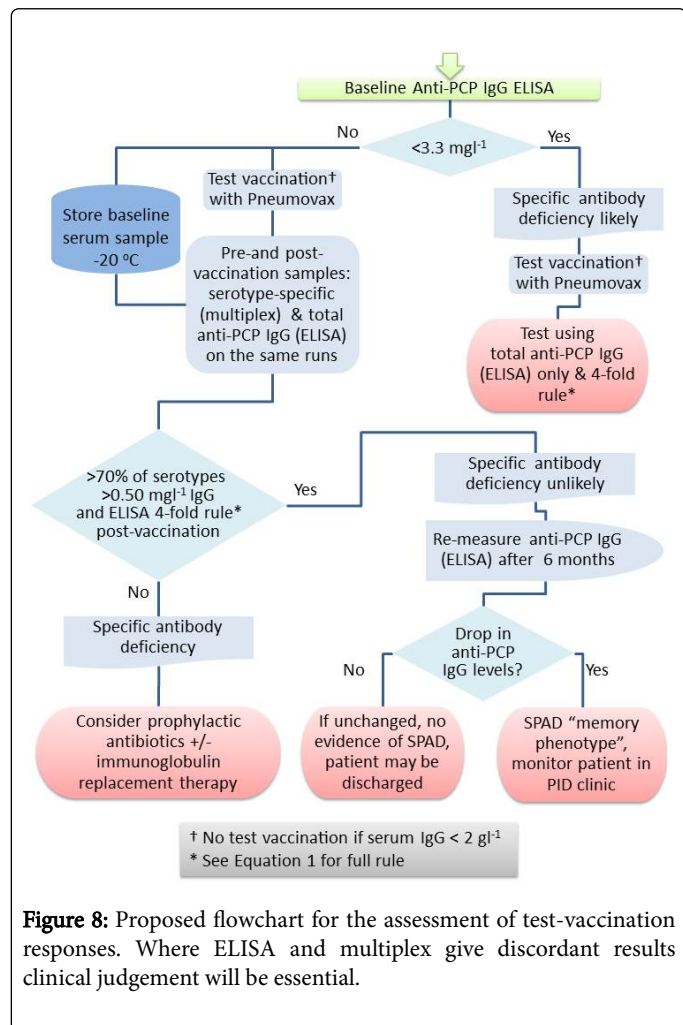 Baseline Anti-PCP IgG ELISA
No
<3.3 mgl-1
Yes
Test vaccination†
with Pneumovax
Store baseline
serum sample
-20 ºC
Specific antibody
deficiency likely
Test vaccination†
with Pneumovax
Pre-and post-
vaccination samples:
serotype-specific
(multiplex) & total
anti-PCP IgG (ELISA)
on the same runs
Test using
total anti-PCP IgG
(ELISA) only & 4-fold
rule*
>70% of serotypes
>0.50 mgl-1 IgG
and ELISA 4-fold rule*
post-vaccination
Yes
Specific antibody
deficiency unlikely
Re-measure anti-PCP IgG
(ELISA) after 6 months
No
Specific antibody
deficiency
Drop in
anti-PCP
IgG levels?
No
Yes
Consider prophylactic
antibiotics +/-
immunoglobulin
replacement therapy
If unchanged, no
evidence of SPAD,
patient may be
discharged
SPAD “memory
phenotype”,
monitor patient in
PID clinic
† No test vaccination if serum IgG < 2 gl-1
* See Equation 1 for full rule
Figure 8: Proposed flowchart for the assessment of test-vaccination
responses. Where ELISA and multiplex give discordant results
clinical judgement will be essential.